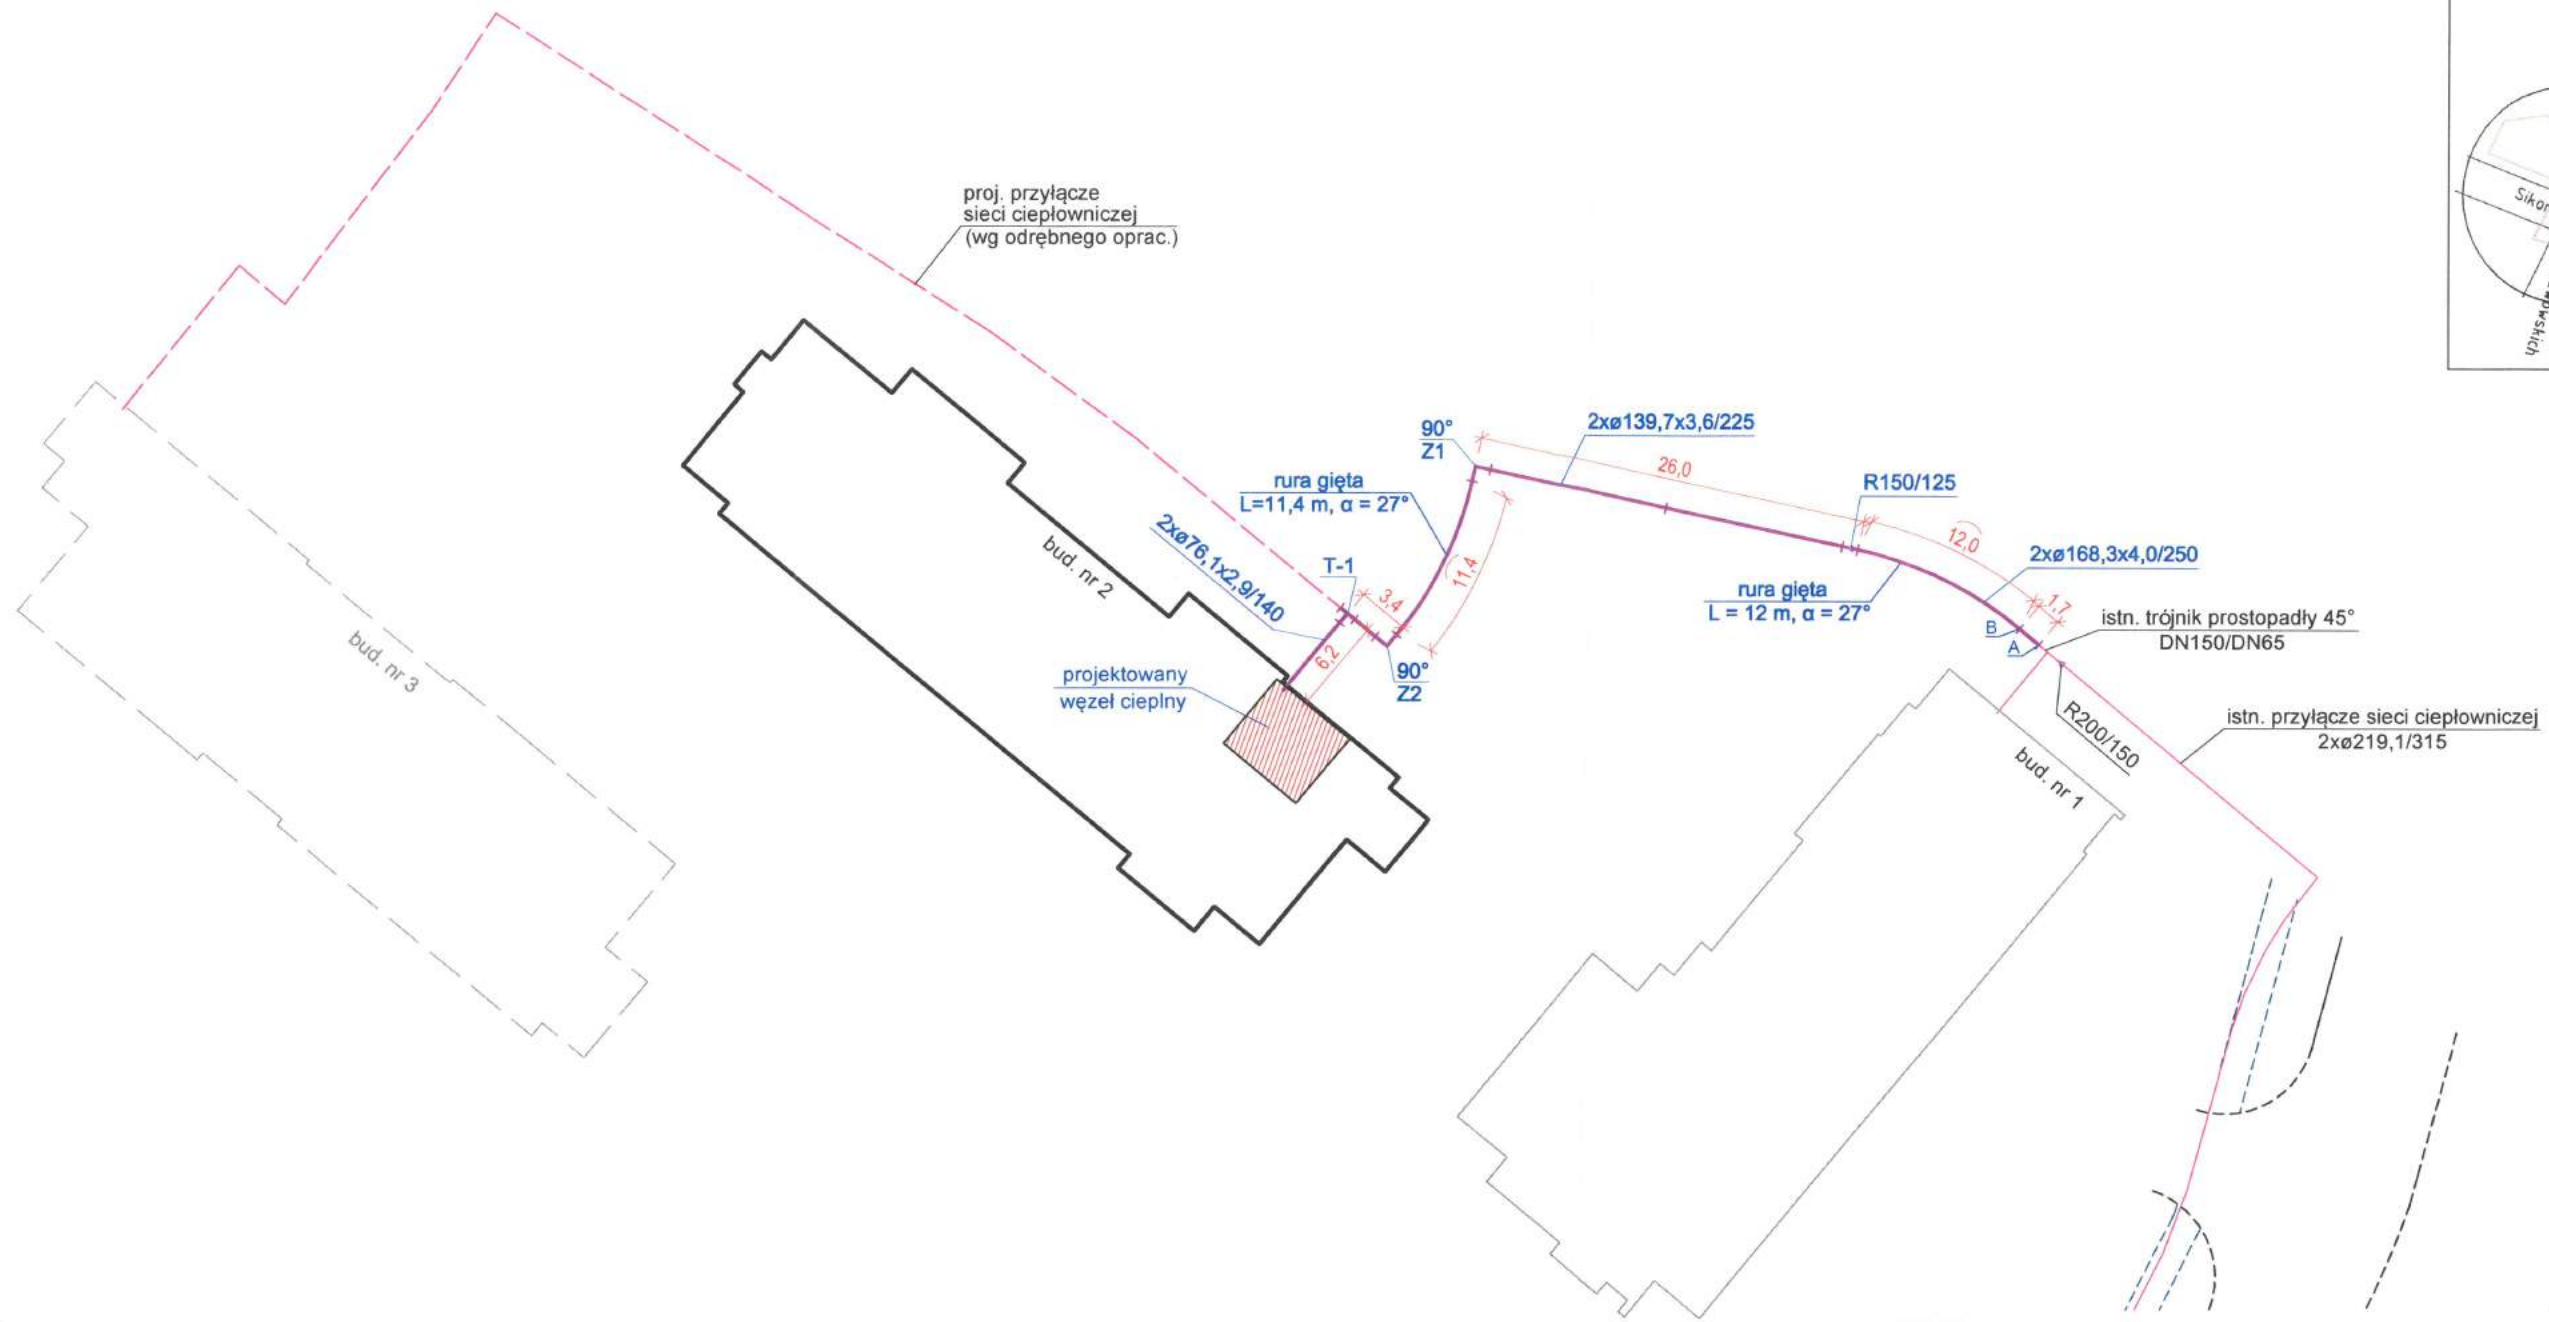 proj. przyłącze
sieci ciepłowniczej
(wg odrębnego oprac.)
90°
Z1
2xø139,7x3,6/225
26,0
R150/125
rura gięta
L=11,4 m, α = 27°
2xø76,1x2,9/140
T-1
3,4
11,4
6,2
12,0
2xø168,3x4,0/250
rura gięta
L = 12 m, α = 27°
1,7
B
A
istn. trójnik prostopadły 45°
DN150/DN65
bud. nr 2
bud. nr 3
projektowany
węzeł cieplny
90°
Z2
R200/150
istn. przyłącze sieci ciepłowniczej
2xø219,1/315
bud. nr 1